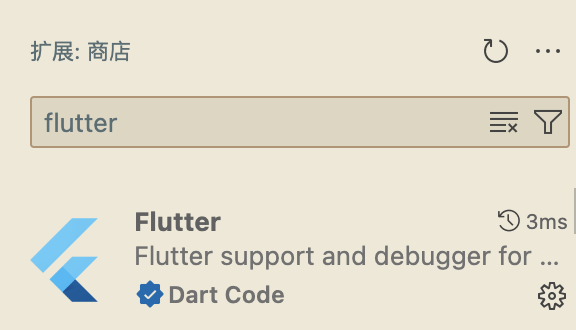 扩展: 商店
flutter
Flutter
3ms
Flutter support and debugger for ...
Dart Code